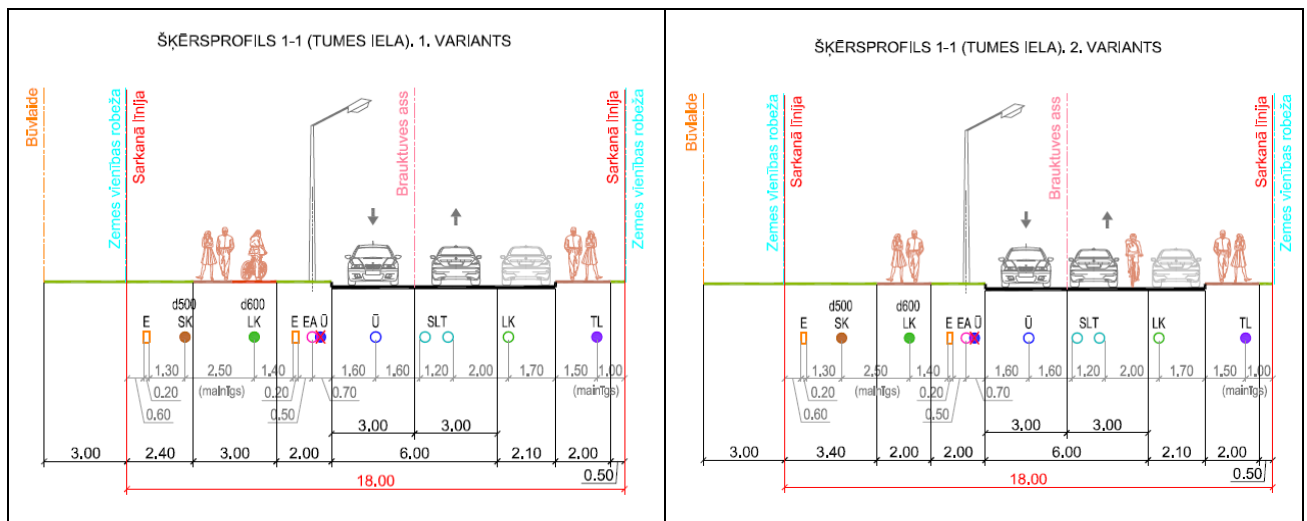 ŠĶĒRSPROFILS 1-1 (TUMES IELA). 1. VARIANTS
Būvlaide
Zemes vienības robeža
Sarkanā līnija
Brauktuves ass
Sarkanā līnija
Zemes vienības robeža
d500 d600
E SK LK E EA Ū Ū SLT LK TL
1,30 2,50 1,40 1,60 1,60 1,20 2,00 1,70 1,50 1,00
0.20 (mainīgs) 0.20 0.70 (mainīgs)
0.60 0.50
3,00 3,00
3,00 2,40 3,00 2,00 6,00 2,10 2,00 0.50
18,00
ŠĶĒRSPROFILS 1-1 (TUMES IELA). 2. VARIANTS
Būvlaide
Zemes vienības robeža
Sarkanā līnija
Brauktuves ass
Sarkanā līnija
Zemes vienības robeža
d500 d600
E SK LK E EA Ū Ū SLT LK TL
1,30 2,50 1,40 1,60 1,60 1,20 2,00 1,70 1,50 1,00
0.20 (mainīgs) 0.20 0.70 (mainīgs)
0.60 0.50
3,00 3,00
3,00 3,40 2,00 2,00 6,00 2,10 2,00
0.50
18,00